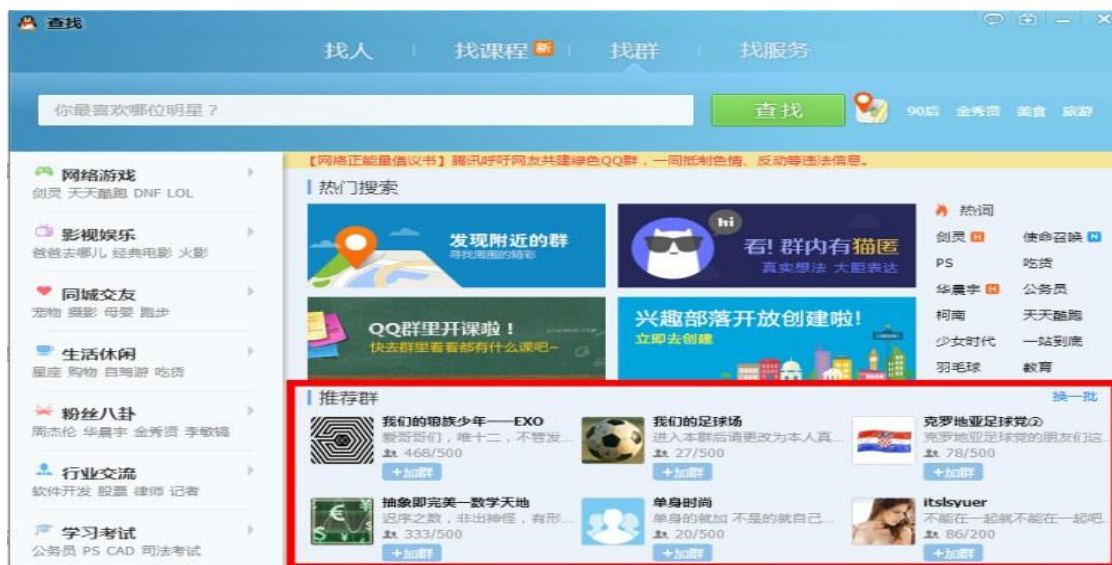 查找
找人 找课程 新 找群 找服务
你最喜欢哪位明星？ 查找 90后 金秀贤 美食 旅游
【网络正能量倡议书】腾讯呼吁网友共建绿色QQ群，一同抵制色情、反动等违法信息。
网络游戏
剑灵 天天酷跑 DNF LOL
影视娱乐
爸爸去哪儿 经典电影 火影
同城交友
宠物 摄影 母婴 跑步
生活休闲
星座 购物 自驾游 吃货
粉丝八卦
周杰伦 华晨宇 金秀贤 李敏镐
行业交流
软件开发 股票 律师 记者
学习考试
公务员 PS CAD 司法考试
热门搜索
发现附近的群
寻找周围的精彩
hi
看! 群内有猫匿
真实想法 大胆表达
QQ群里开课啦！
快去群里看看都有什么课吧~
兴趣部落开放创建啦!
立即去创建
热词
剑灵 H 使命召唤 N
PS 吃货
华晨宇 H 公务员
柯南 天天酷跑
少女时代 一站到底
羽毛球 教育
推荐群 换一批
我们的狼族少年——EXO
爱哥哥们，唯十二，不管发...
468/500
+加群
我们的足球场
进入本群后请更改为本人真...
27/500
+加群
克罗地亚足球党②
克罗地亚足球党的朋友们这...
78/500
+加群
抽象即完美—数学天地
迟序之数，非出神怪，有形...
333/500
+加群
单身时尚
单身的就加 不是的就自己...
20/500
+加群
itslsyuer
不能在一起就不能在一起吧...
86/200
+加群